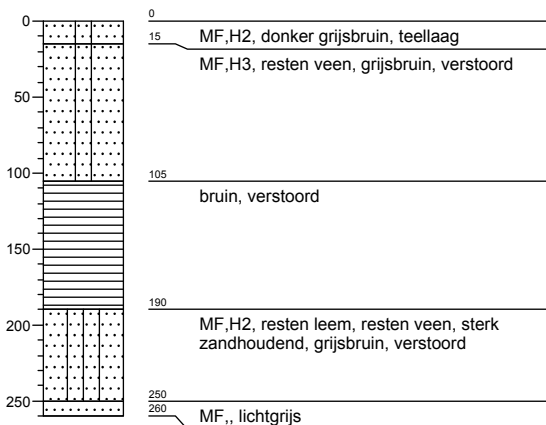 0
0
15
MF,H2, donker grijsbruin, teellaag
MF,H3, resten veen, grijsbruin, verstoord
50
100
105
bruin, verstoord
150
190
200
MF,H2, resten leem, resten veen, sterk
zandhoudend, grijsbruin, verstoord
250
250
260
MF,, lichtgrijs